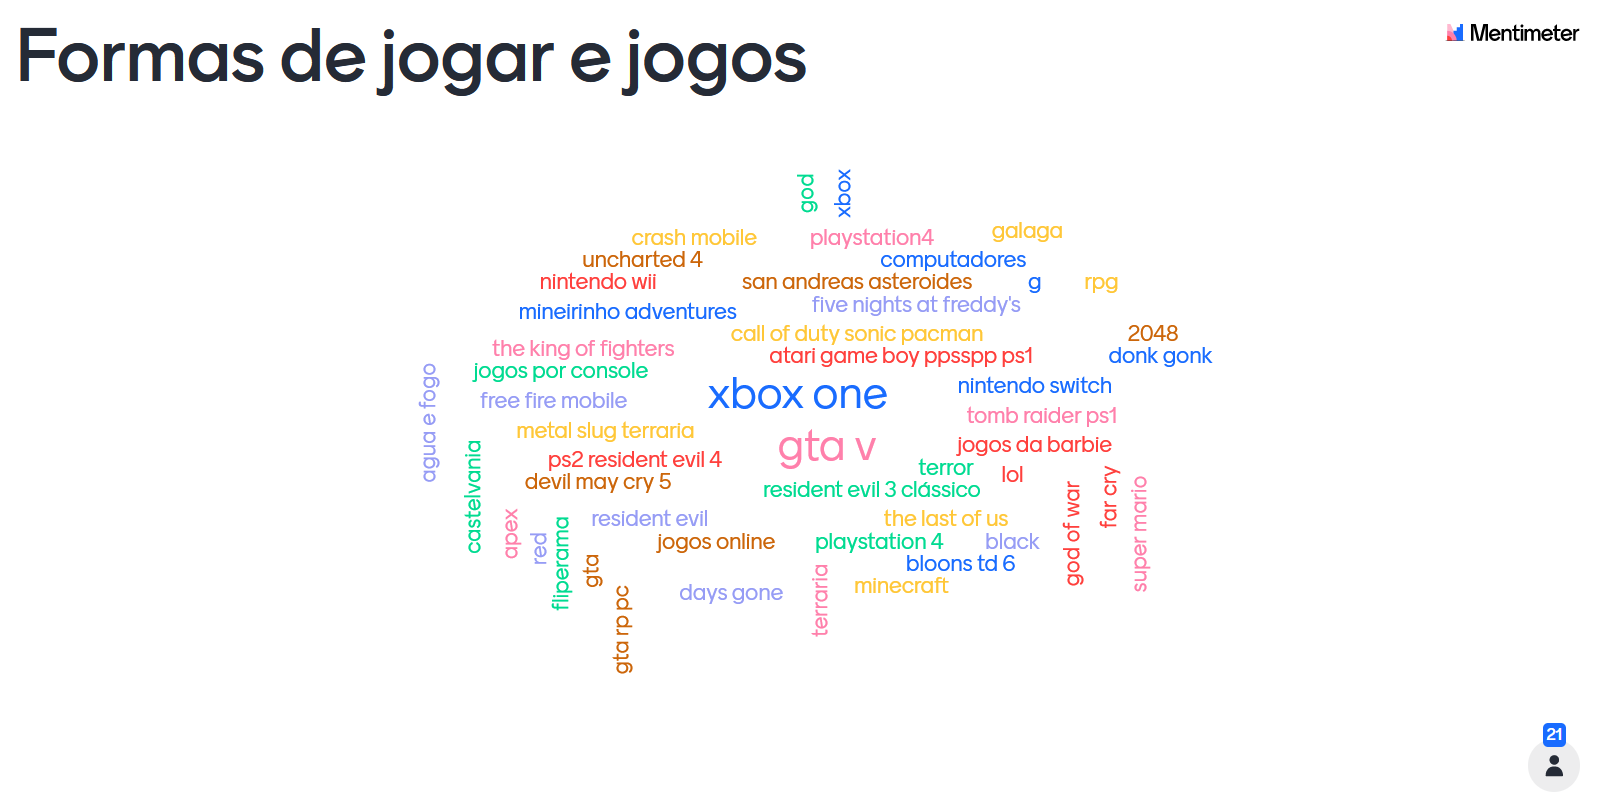 Formas de jogar e jogos
Mentimeter
god
xbox
crash mobile
playstation4
galaga
uncharted 4
computadores
nintendo wii
san andreas asteroides
g
rpg
mineirinho adventures
five nights at freddy's
call of duty sonic pacman
2048
the king of fighters
atari game boy ppsspp ps1
donk gonk
agua e fogo
jogos por console
xbox one
nintendo switch
free fire mobile
tomb raider ps1
metal slug terraria
gta v
jogos da barbie
castelvania
ps2 resident evil 4
terror
lol
far cry
super mario
devil may cry 5
resident evil 3 clássico
god of war
apex
red
fliperama
resident evil
the last of us
jogos online
playstation 4
black
gta
bloons td 6
gta rp pc
days gone
terraria
minecraft
21